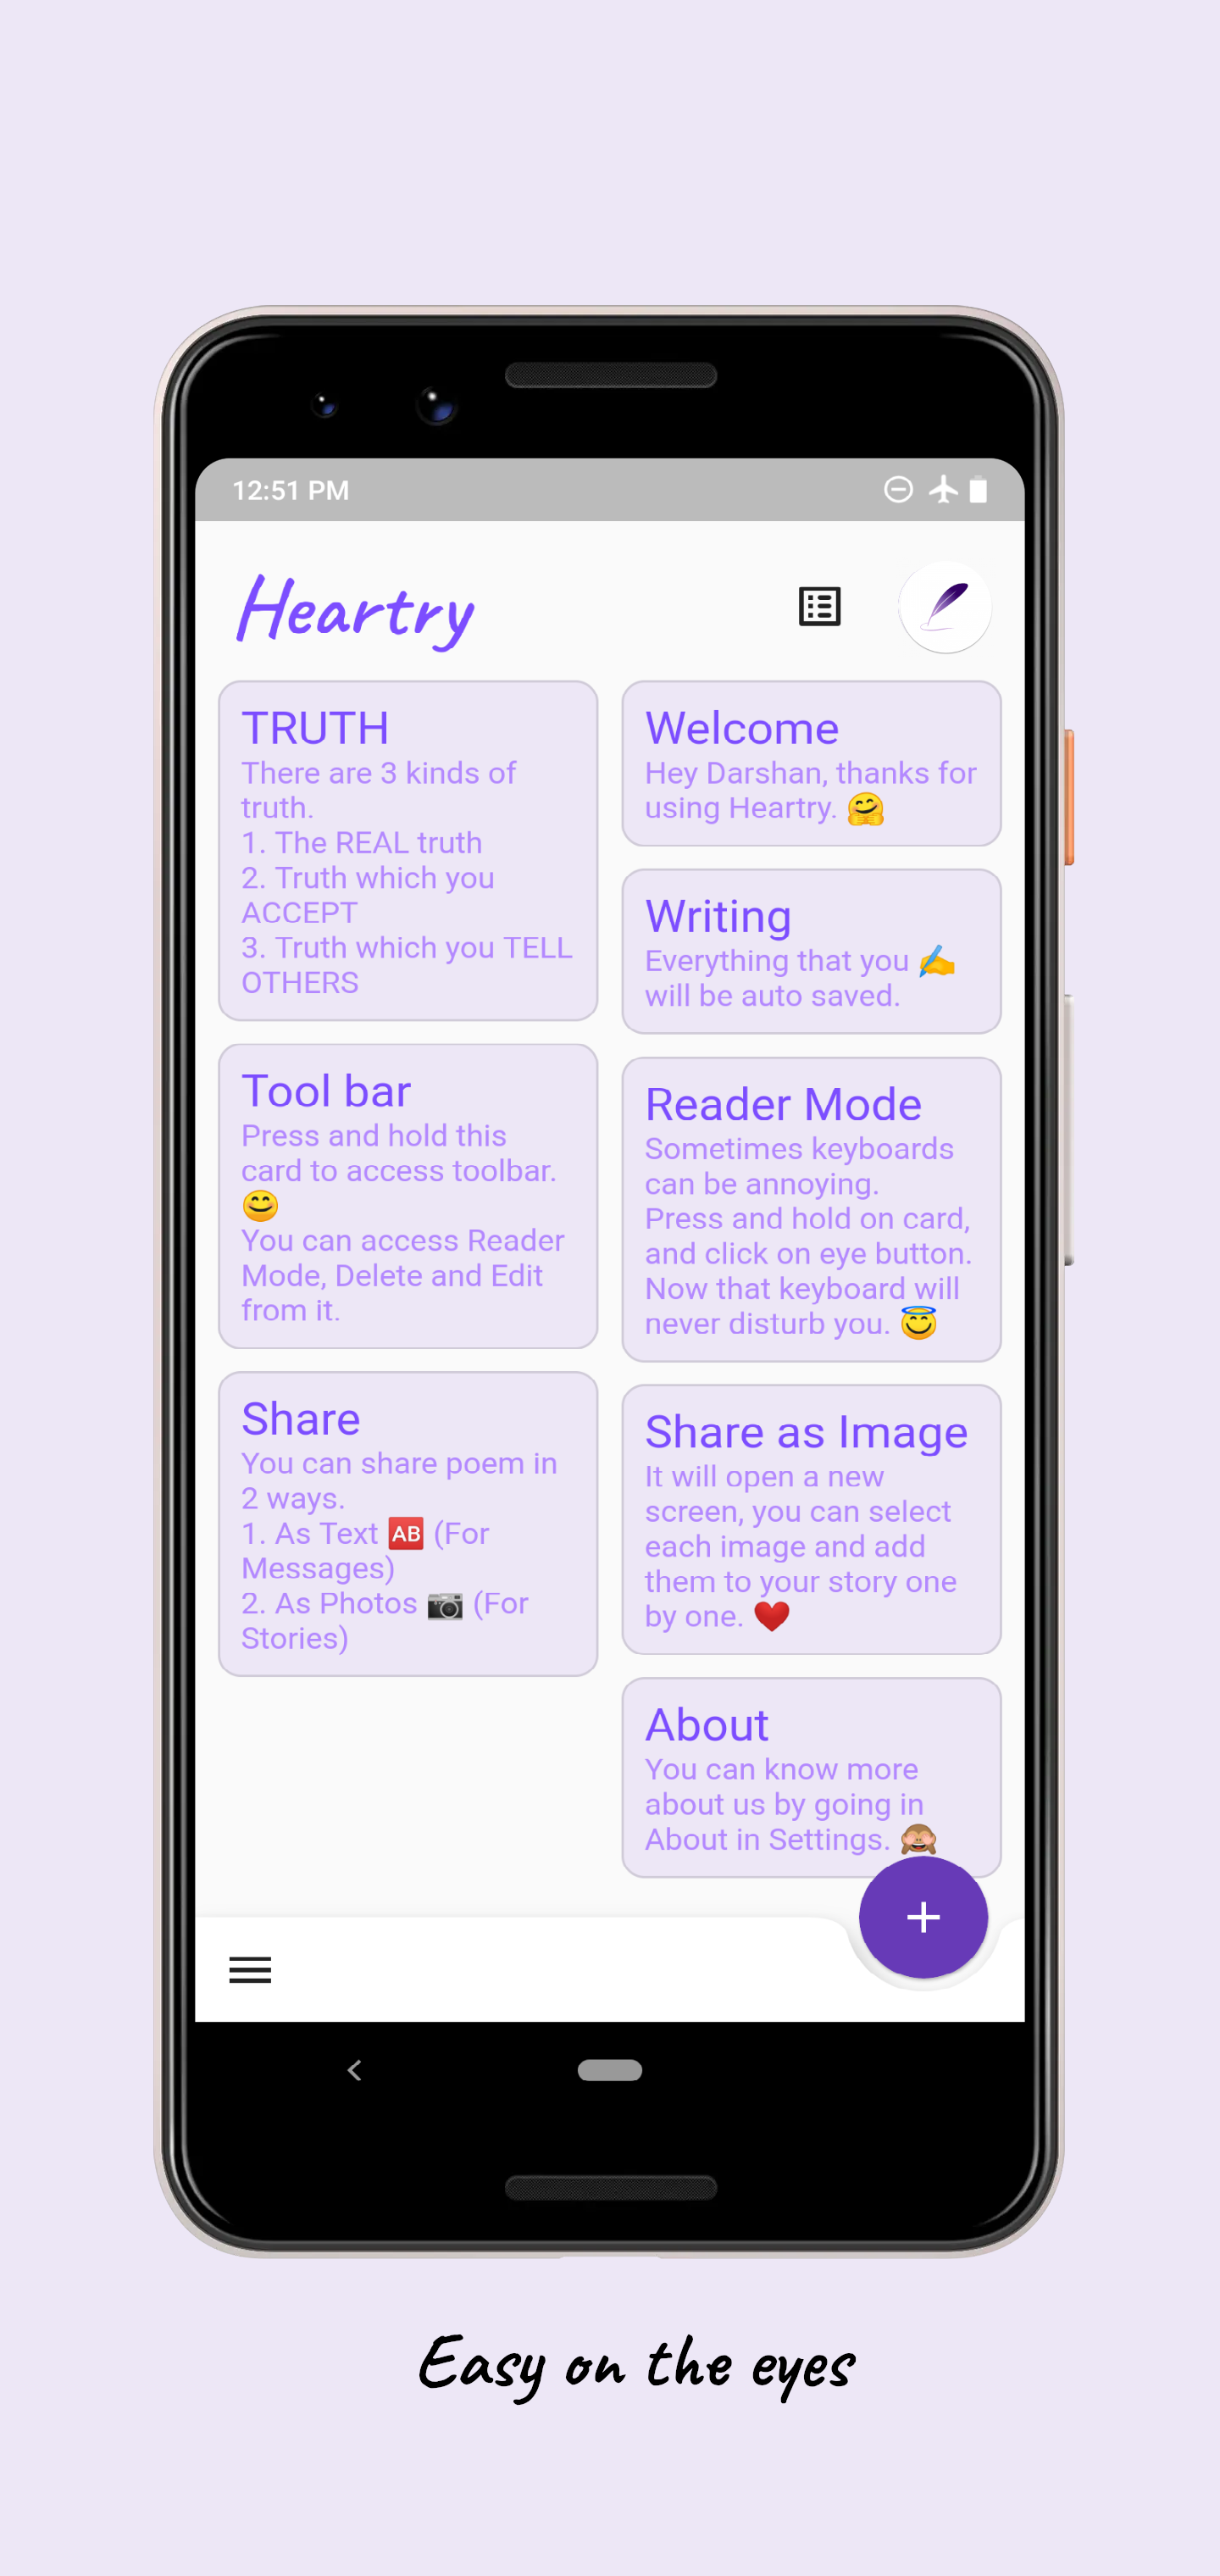 12:51 PM
Heartry
TRUTH
There are 3 kinds of
truth.
1. The REAL truth
2. Truth which you
ACCEPT
3. Truth which you TELL
OTHERS
Tool bar
Press and hold this
card to access toolbar.
😊
You can access Reader
Mode, Delete and Edit
from it.
Share
You can share poem in
2 ways.
1. As Text 🆎 (For
Messages)
2. As Photos 📷 (For
Stories)
Welcome
Hey Darshan, thanks for
using Heartry. 🤗
Writing
Everything that you ✍️
will be auto saved.
Reader Mode
Sometimes keyboards
can be annoying.
Press and hold on card,
and click on eye button.
Now that keyboard will
never disturb you. 😇
Share as Image
It will open a new
screen, you can select
each image and add
them to your story one
by one. ❤️
About
You can know more
about us by going in
About in Settings. 🙈
Easy on the eyes